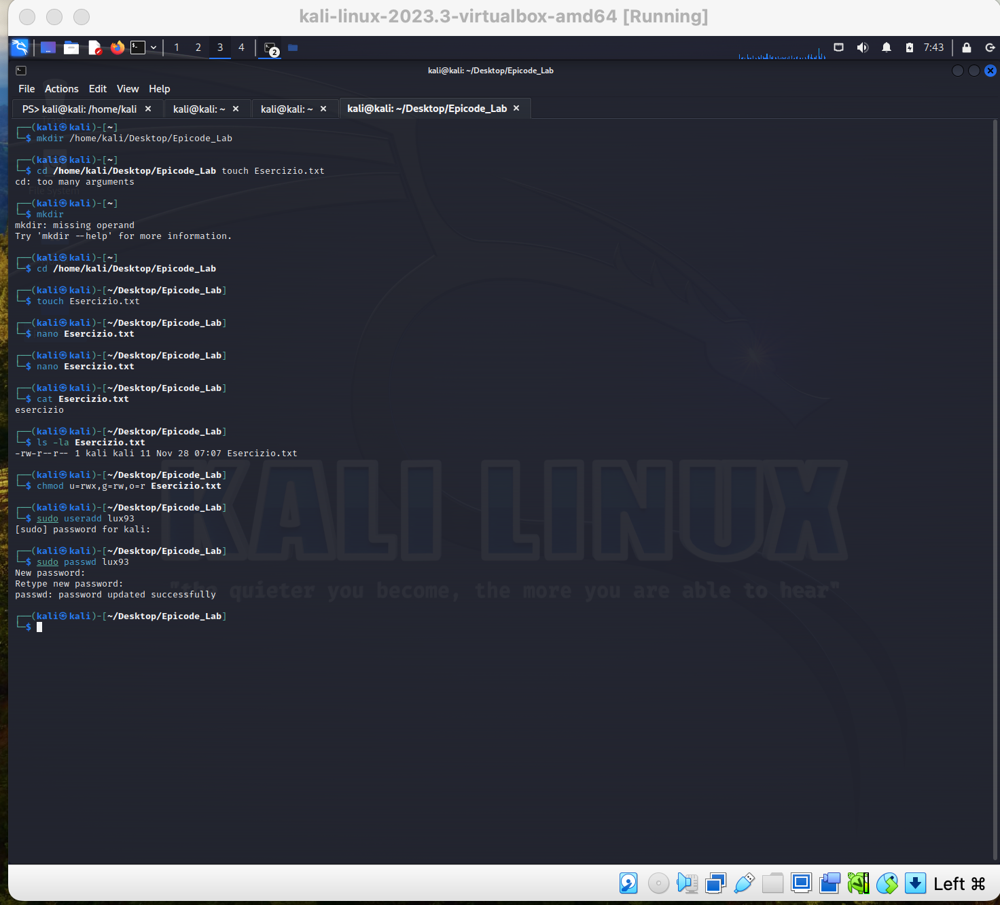 kali-linux-2023.3-virtualbox-amd64 [Running]
1 2 3 4 2 7:43
kali@kali: ~/Desktop/Epicode_Lab
File Actions Edit View Help
PS> kali@kali: /home/kali × kali@kali: ~ × kali@kali: ~ × kali@kali: ~/Desktop/Epicode_Lab ×
┌──(kali㉿kali)-[~]
└─$ mkdir /home/kali/Desktop/Epicode_Lab
┌──(kali㉿kali)-[~]
└─$ cd /home/kali/Desktop/Epicode_Lab touch Esercizio.txt
cd: too many arguments
File System
┌──(kali㉿kali)-[~]
└─$ mkdir
mkdir: missing operand
Try 'mkdir --help' for more information.
┌──(kali㉿kali)-[~]
└─$ cd /home/kali/Desktop/Epicode_Lab
┌──(kali㉿kali)-[~/Desktop/Epicode_Lab]
└─$ touch Esercizio.txt
┌──(kali㉿kali)-[~/Desktop/Epicode_Lab]
└─$ nano Esercizio.txt
┌──(kali㉿kali)-[~/Desktop/Epicode_Lab]
└─$ nano Esercizio.txt
┌──(kali㉿kali)-[~/Desktop/Epicode_Lab]
└─$ cat Esercizio.txt
esercizio
┌──(kali㉿kali)-[~/Desktop/Epicode_Lab]
└─$ ls -la Esercizio.txt
-rw-r--r-- 1 kali kali 11 Nov 28 07:07 Esercizio.txt
┌──(kali㉿kali)-[~/Desktop/Epicode_Lab]
└─$ chmod u=rwx,g=rw,o=r Esercizio.txt
┌──(kali㉿kali)-[~/Desktop/Epicode_Lab]
└─$ sudo useradd lux93
[sudo] password for kali:
┌──(kali㉿kali)-[~/Desktop/Epicode_Lab]
└─$ sudo passwd lux93
New password:
Retype new password:
passwd: password updated successfully
┌──(kali㉿kali)-[~/Desktop/Epicode_Lab]
└─$
KALI LINUX
"the quieter you become, the more you are able to hear"
Left ⌘